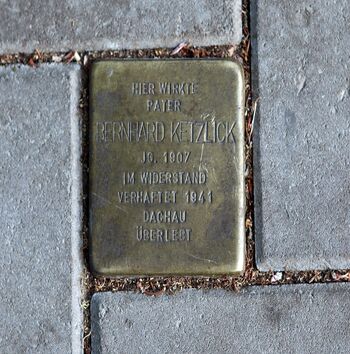 HIER WIRKTE
PATER
BERNHARD KETZLICK
JG. 1907
IM WIDERSTAND
VERHAFTET 1941
DACHAU
ÜBERLEBT